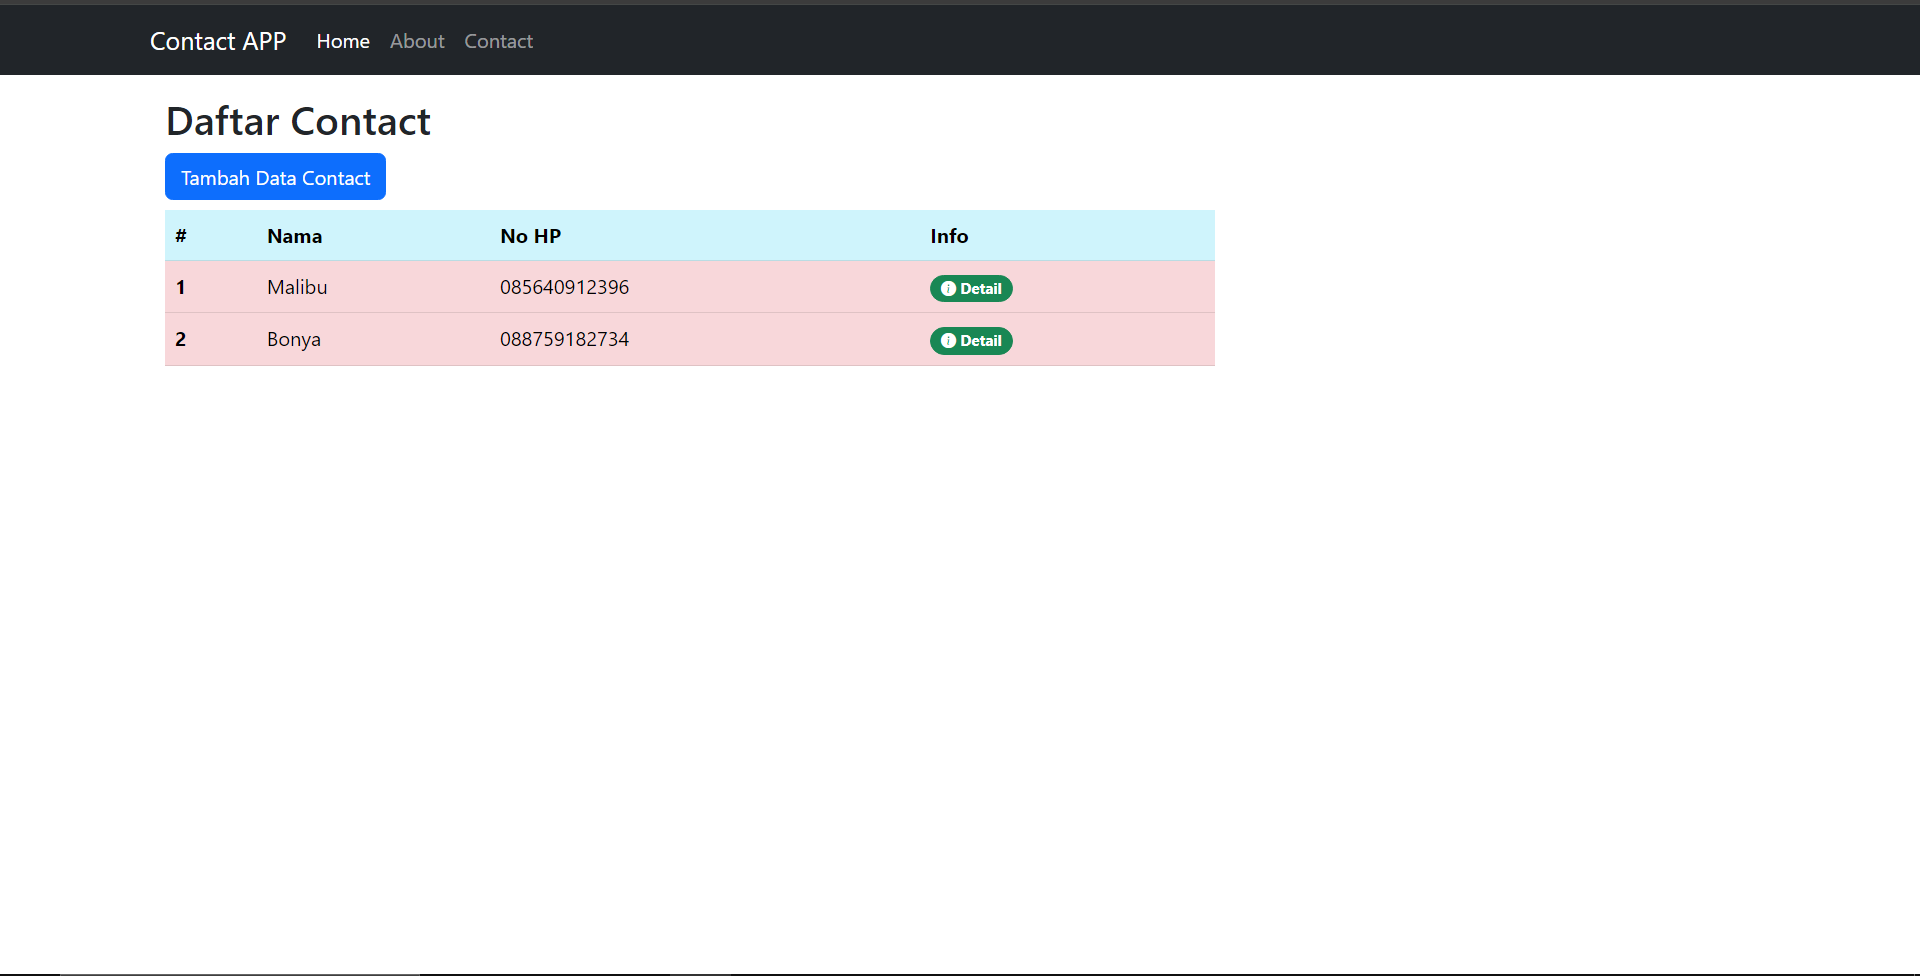 Contact APP Home About Contact
Daftar Contact
Tambah Data Contact
# Nama No HP Info
1 Malibu 085640912396 Detail
2 Bonya 088759182734 Detail